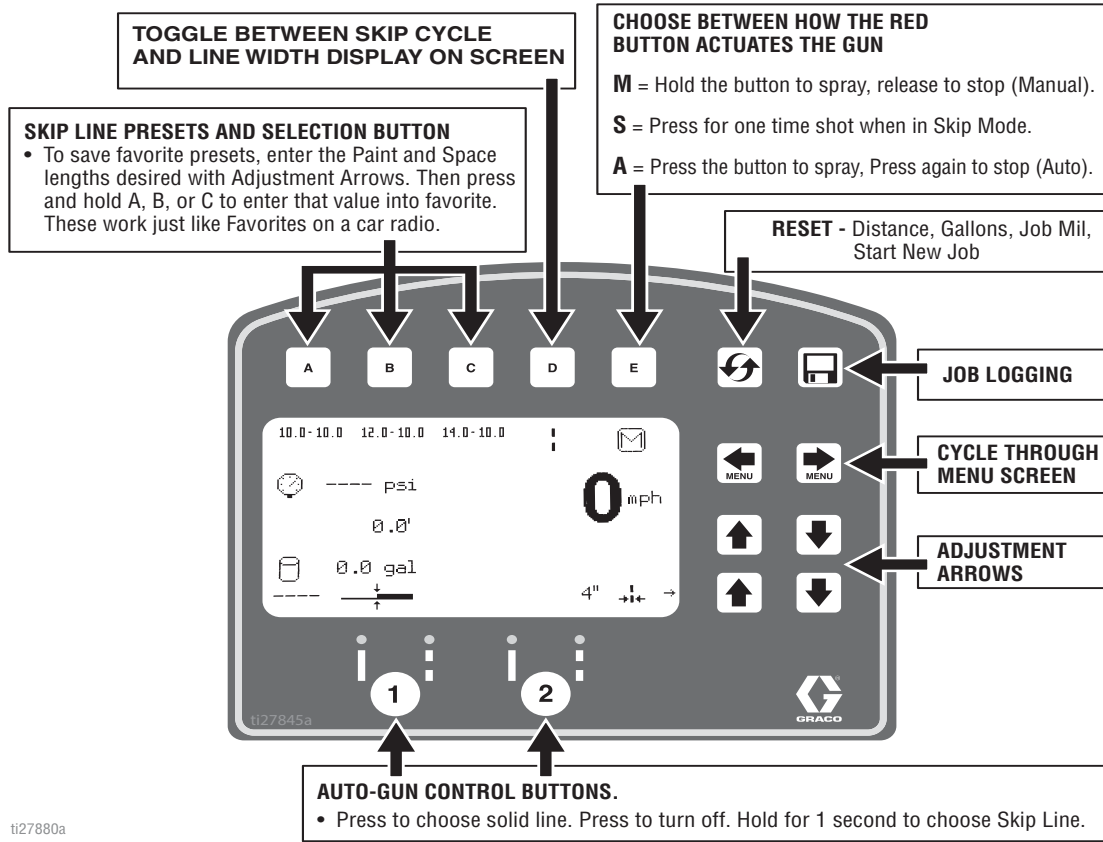 TOGGLE BETWEEN SKIP CYCLE
AND LINE WIDTH DISPLAY ON SCREEN
CHOOSE BETWEEN HOW THE RED
BUTTON ACTUATES THE GUN
M = Hold the button to spray, release to stop (Manual).
S = Press for one time shot when in Skip Mode.
A = Press the button to spray, Press again to stop (Auto).
SKIP LINE PRESETS AND SELECTION BUTTON
• To save favorite presets, enter the Paint and Space
lengths desired with Adjustment Arrows. Then press
and hold A, B, or C to enter that value into favorite.
These work just like Favorites on a car radio.
RESET - Distance, Gallons, Job Mil,
Start New Job
A B C D E
JOB LOGGING
10.0-10.0 12.0-10.0 14.0-10.0 M
MENU MENU
CYCLE THROUGH
MENU SCREEN
---- psi
0 mph
0.0'
0.0 gal
---- 4"
ADJUSTMENT
ARROWS
1 2
GRACO
ti27845a
AUTO-GUN CONTROL BUTTONS.
• Press to choose solid line. Press to turn off. Hold for 1 second to choose Skip Line.
ti27880a